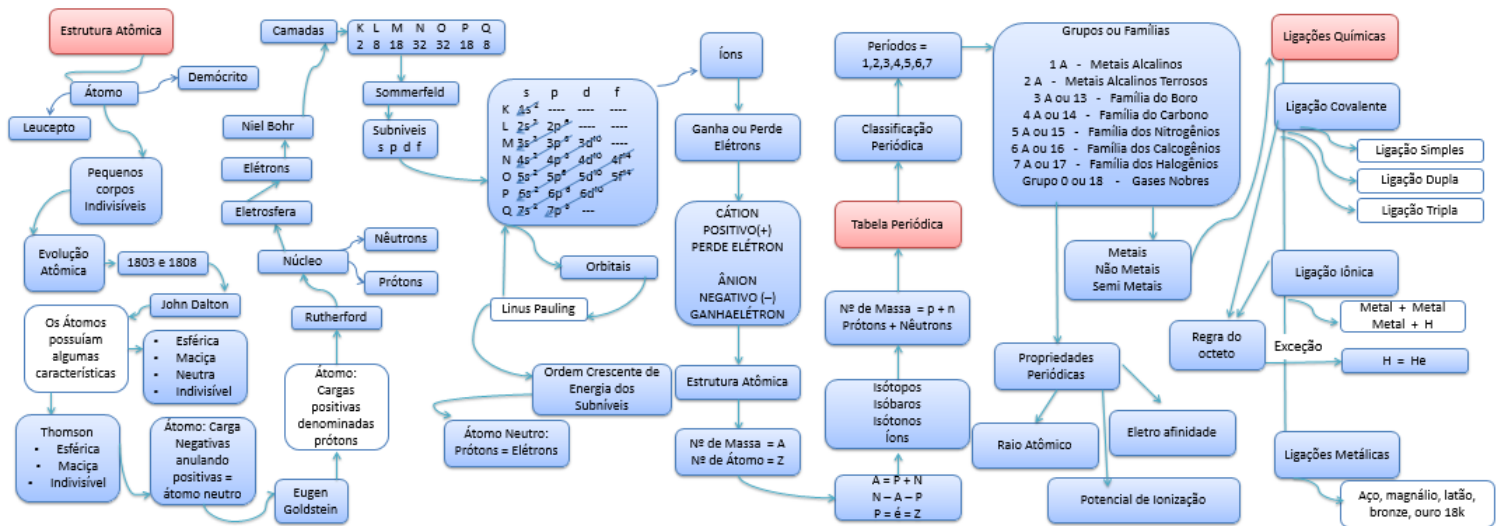 Estrutura Atômica
Átomo
Demócrito
Leucepto
Pequenos
corpos
Indivisíveis
Evolução
Atômica
1803 e 1808
John Dalton
Os Átomos
possuíam
algumas
características
• Esférica
• Maciça
• Neutra
• Indivisível
Thomson
• Esférica
• Maciça
• Indivisível
Átomo: Carga
Negativas
anulando
positivas =
átomo neutro
Eugen
Goldstein
Átomo:
Cargas
positivas
denominadas
prótons
Rutherford
Núcleo
Nêutrons
Prótons
Eletrosfera
Elétrons
Niel Bohr
Camadas
K L M N O P Q
2 8 18 32 32 18 8
Sommerfeld
Subniveis
s p d f
s p d f
K 1s² ---- ---- ----
L 2s² 2p⁶ ---- ----
M 3s² 3p⁶ 3d¹⁰ ----
N 4s² 4p⁶ 4d¹⁰ 4f¹⁴
O 5s² 5p⁶ 5d¹⁰ 5f¹⁴
P 6s² 6p⁶ 6d¹⁰
Q 7s² 7p⁶ ---
Orbitais
Linus Pauling
Ordem Crescente de
Energia dos
Subníveis
Átomo Neutro:
Prótons = Elétrons
Íons
Ganha ou Perde
Elétrons
CÁTION
POSITIVO(+)
PERDE ELÉTRON
ÂNION
NEGATIVO (–)
GANHAELÉTRON
Estrutura Atômica
Nº de Massa = A
Nº de Átomo = Z
A = P + N
N – A – P
P = é = Z
Isótopos
Isóbaros
Isótonos
Íons
Nº de Massa = p + n
Prótons + Nêutrons
Tabela Periódica
Classificação
Periódica
Períodos =
1,2,3,4,5,6,7
Grupos ou Famílias
1 A - Metais Alcalinos
2 A - Metais Alcalinos Terrosos
3 A ou 13 - Família do Boro
4 A ou 14 - Família do Carbono
5 A ou 15 - Família dos Nitrogênios
6 A ou 16 - Família dos Calcogênios
7 A ou 17 - Família dos Halogênios
Grupo 0 ou 18 - Gases Nobres
Metais
Não Metais
Semi Metais
Propriedades
Periódicas
Raio Atômico
Eletro afinidade
Potencial de Ionização
Ligações Químicas
Ligação Covalente
Ligação Simples
Ligação Dupla
Ligação Tripla
Ligação Iônica
Metal + Metal
Metal + H
Regra do
octeto
Exceção
H = He
Ligações Metálicas
Aço, magnálio, latão,
bronze, ouro 18k